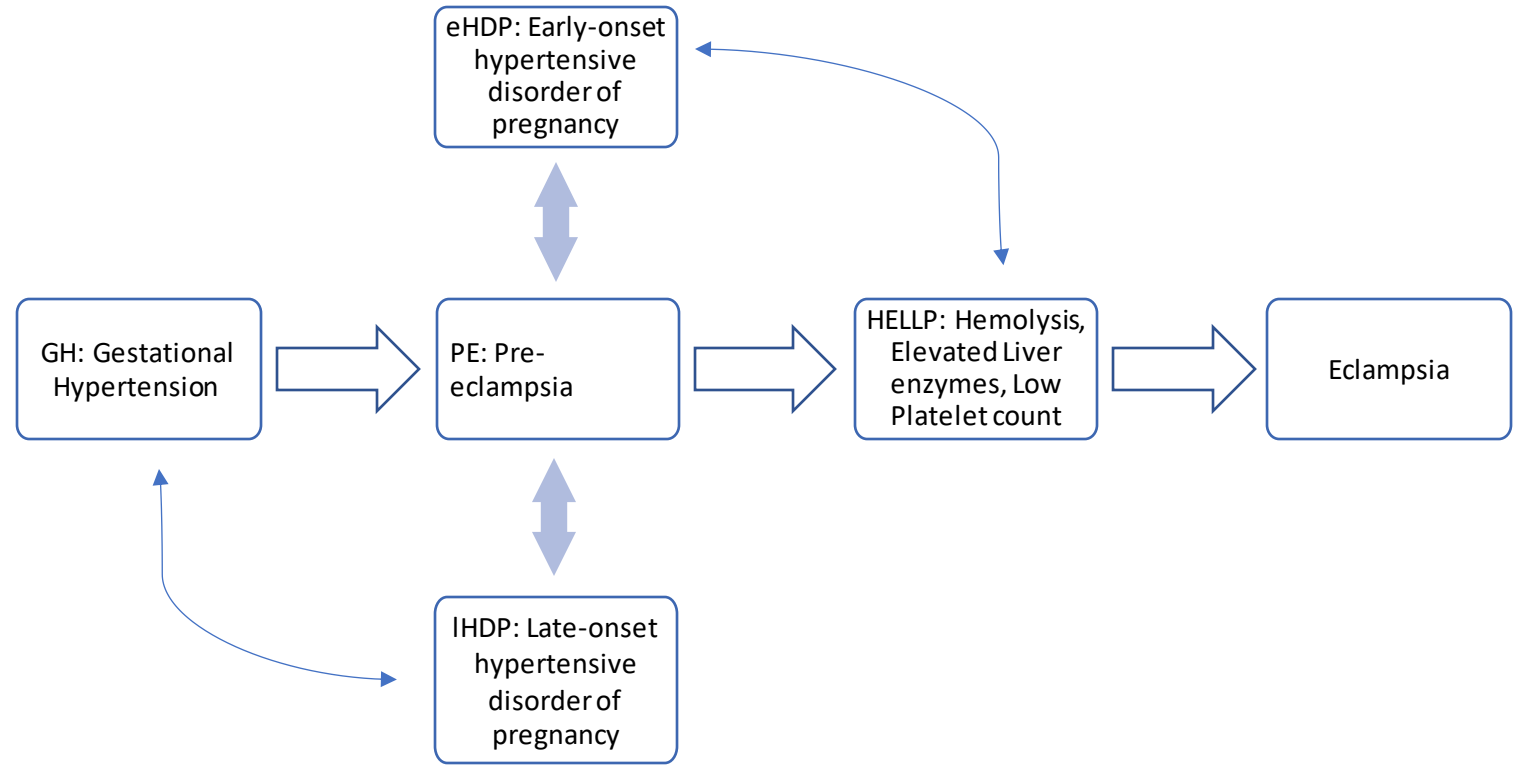 eHDP: Early-onset
hypertensive
disorder of
pregnancy
GH: Gestational
Hypertension
PE: Pre-
eclampsia
HELLP: Hemolysis,
Elevated Liver
enzymes, Low
Platelet count
Eclampsia
lHDP: Late-onset
hypertensive
disorder of
pregnancy